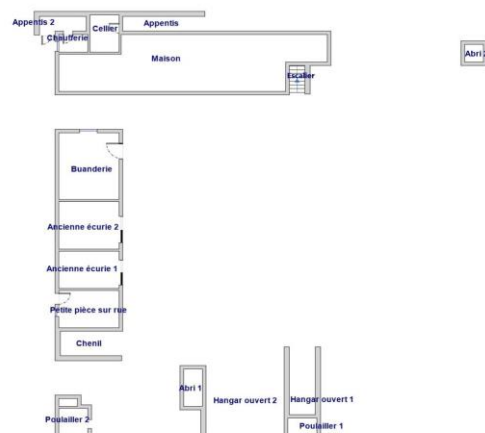 Appentis 2
Cellier
Appentis
Chaufferie
Maison
Abri 2
Escalier
Buanderie
Ancienne écurie 2
Ancienne écurie 1
Petite pièce sur rue
Chenil
Abri 1
Hangar ouvert 2
Hangar ouvert 1
Poulailler 2
Poulailler 1